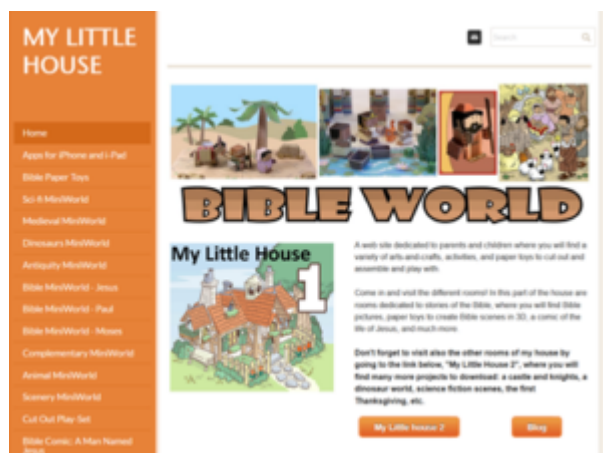 MY LITTLE
HOUSE
Search
Home
Apps for iPhone and i-Pad
Bible Paper Toys
Sci-fi MiniWorld
Medieval MiniWorld
Dinosaurs MiniWorld
Antiquity MiniWorld
Bible MiniWorld - Jesus
Bible MiniWorld - Paul
Bible MiniWorld - Moses
Complementary MiniWorld
Animal MiniWorld
Scenery MiniWorld
Cut Out Play-Set
Bible Comic: A Man Named
Jesus
BIBLE WORLD
My Little House
1
A web site dedicated to parents and children where you will find a
variety of arts-and-crafts, activities, and paper toys to cut out and
assemble and play with.
Come in and visit the different rooms! In this part of the house are
rooms dedicated to stories of the Bible, where you will find Bible
pictures, paper toys to create Bible scenes in 3D, a comic of the
life of Jesus, and much more.
Don't forget to visit also the other rooms of my house by
going to the link below, "My Little House 2", where you will
find many more projects to download: a castle and knights, a
dinosaur world, science fiction scenes, the first
Thanksgiving, etc.
My Little house 2
Blog